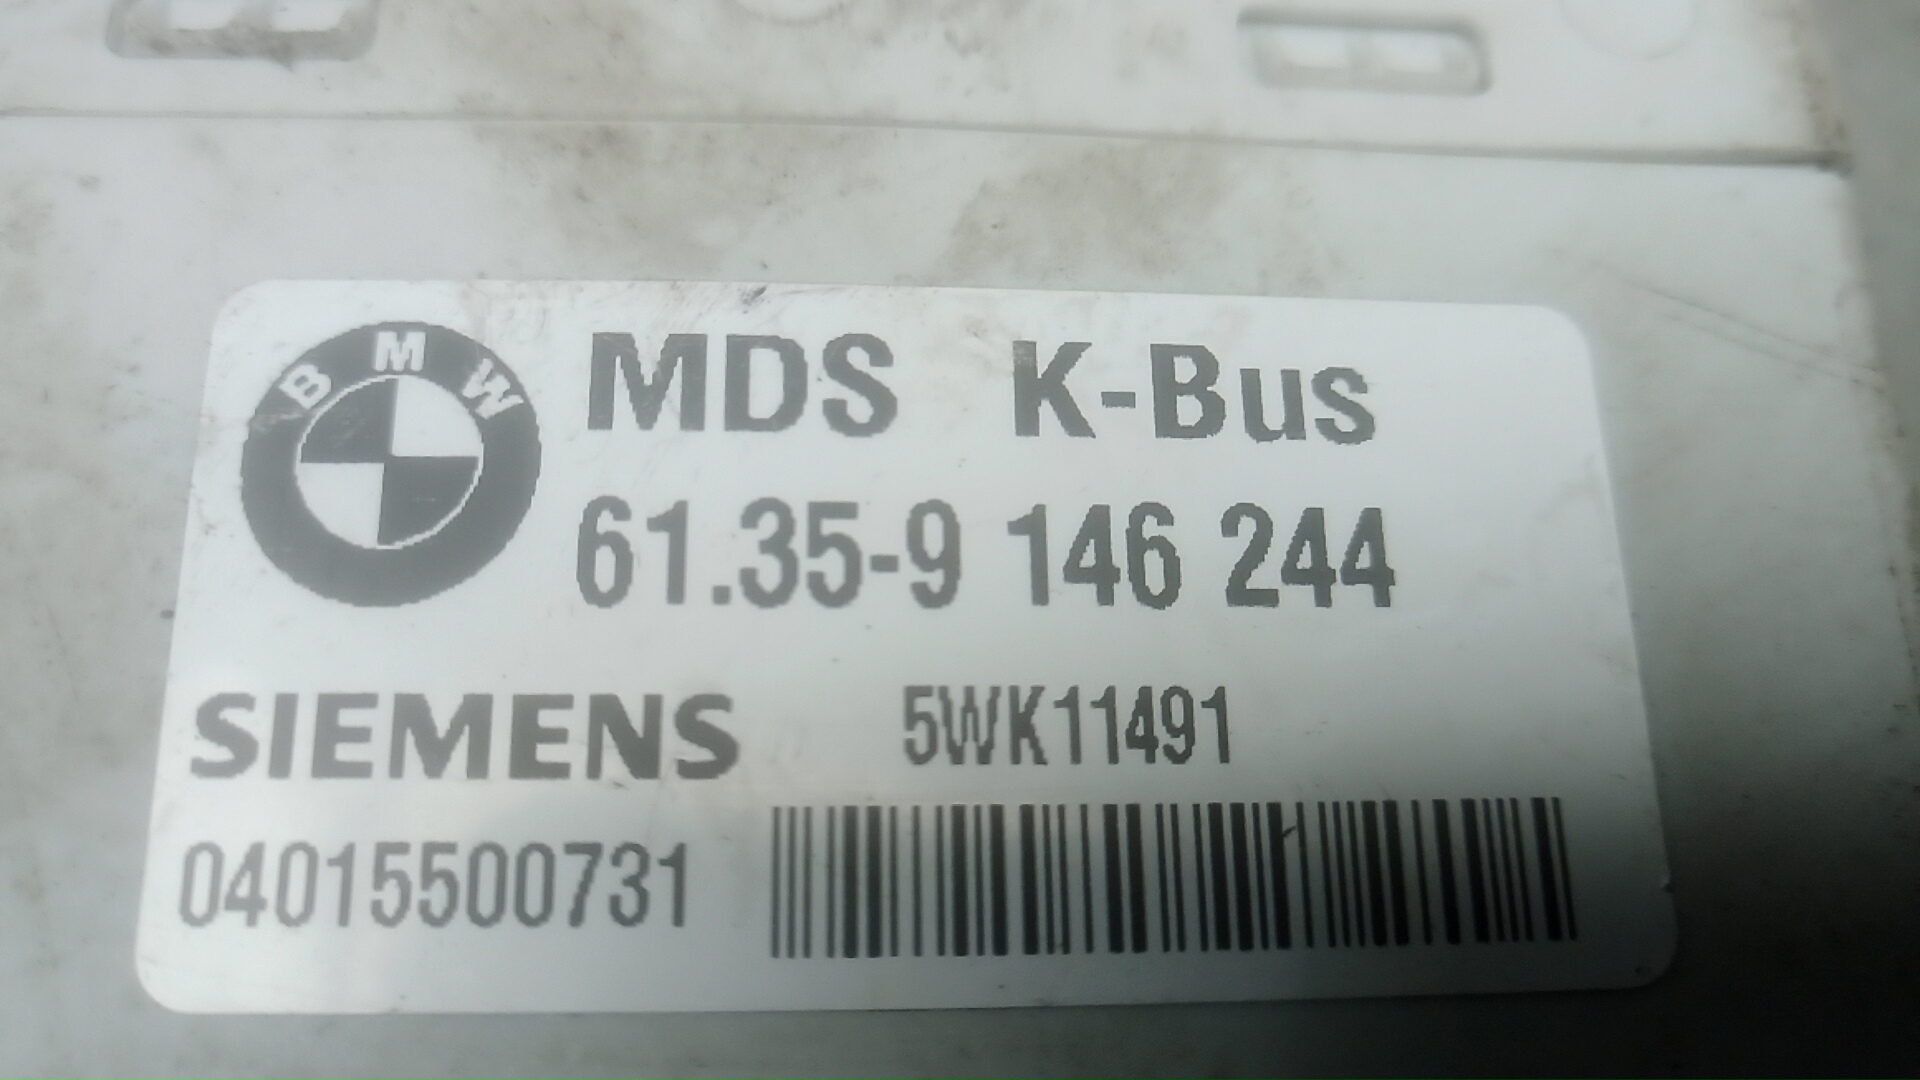 BMW
MDS K-Bus
61.35-9 146 244
SIEMENS 5WK11491
04015500731